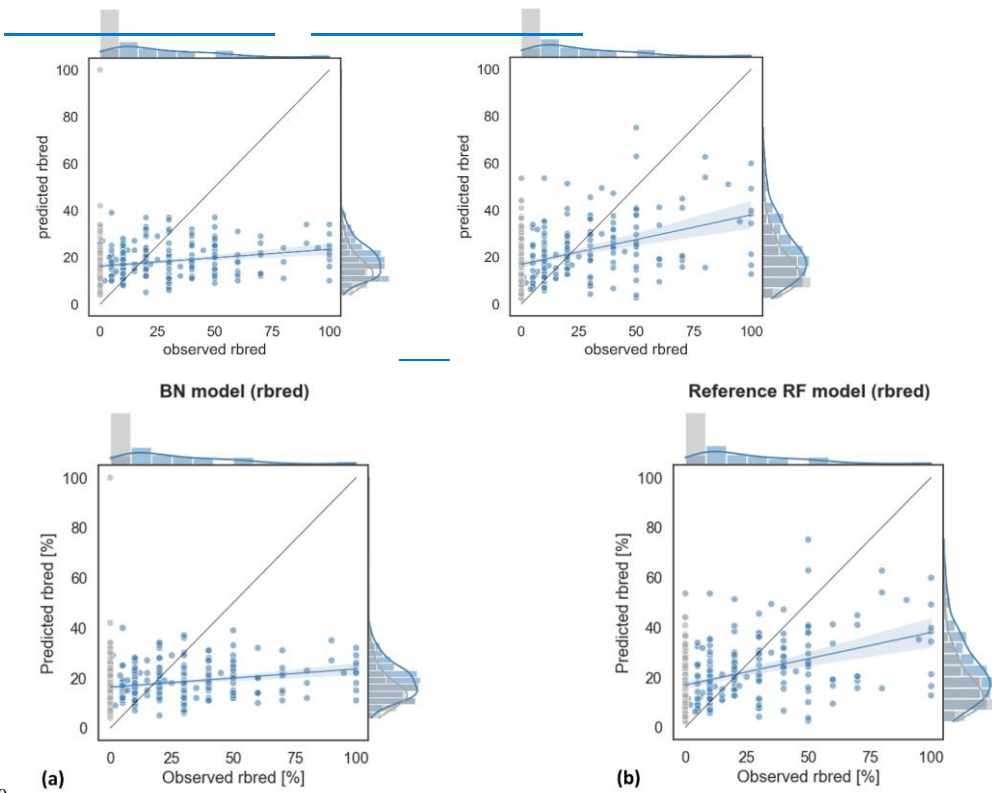 100
80
60
40
20
0
predicted rbred
0 25 50 75 100
observed rbred
100
80
60
40
20
0
predicted rbred
0 25 50 75 100
observed rbred
BN model (rbred)
100
80
60
40
20
0
Predicted rbred [%]
0 25 50 75 100
Observed rbred [%]
(a)
Reference RF model (rbred)
100
80
60
40
20
0
Predicted rbred [%]
0 25 50 75 100
Observed rbred [%]
(b)